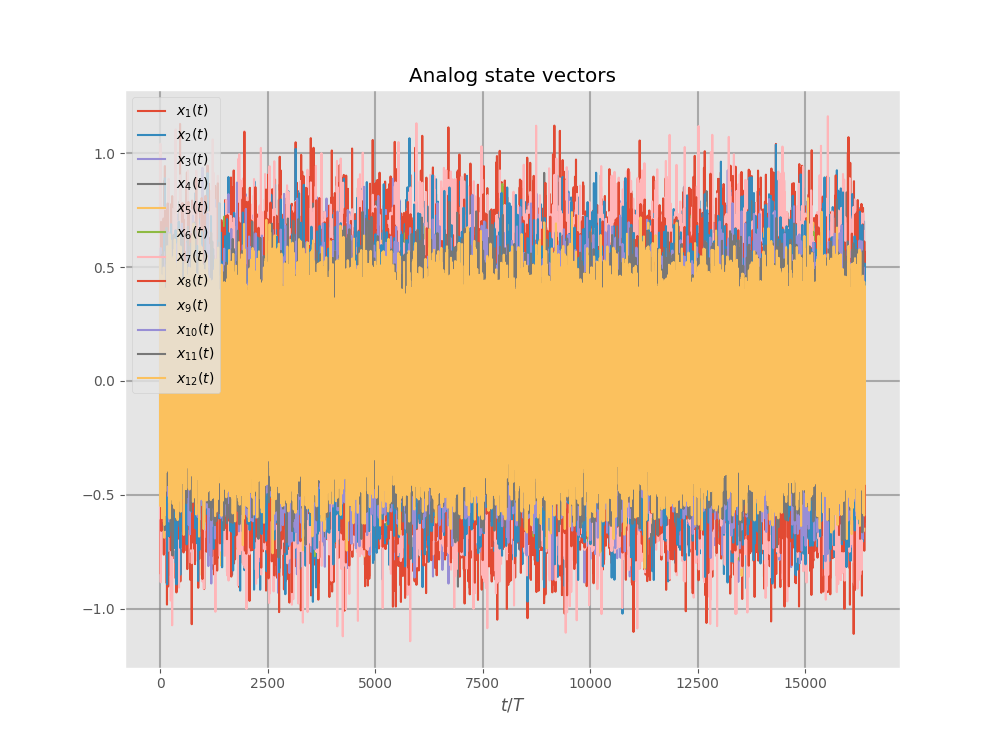 Analog state vectors
x₁(t)
x₂(t)
x₃(t)
x₄(t)
x₅(t)
x₆(t)
x₇(t)
x₈(t)
x₉(t)
x₁₀(t)
x₁₁(t)
x₁₂(t)
1.0
0.5
0.0
−0.5
−1.0
0 2500 5000 7500 10000 12500 15000
t/T